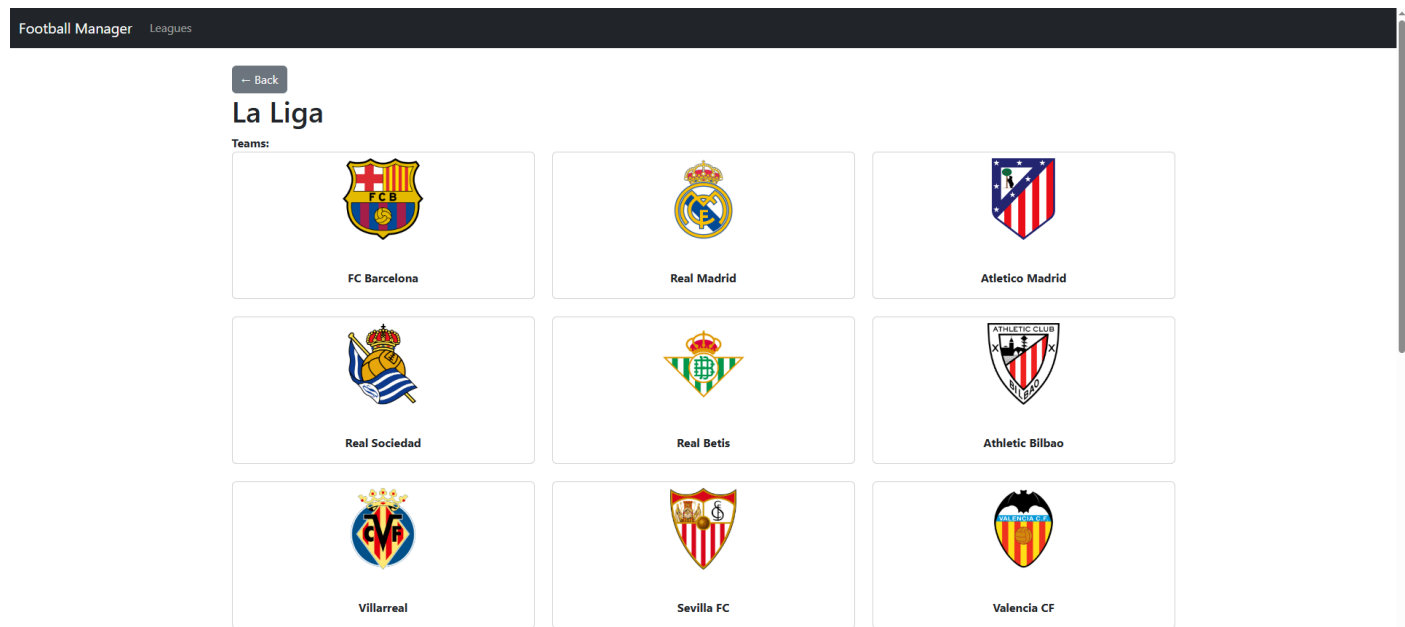 Football Manager Leagues
← Back
La Liga
Teams:
FCB
FC Barcelona
Real Madrid
Atletico Madrid
ATHLETIC CLUB
BILBAO
Real Sociedad
Real Betis
Athletic Bilbao
CVF
VALENCIA C.F.
Villarreal
Sevilla FC
Valencia CF